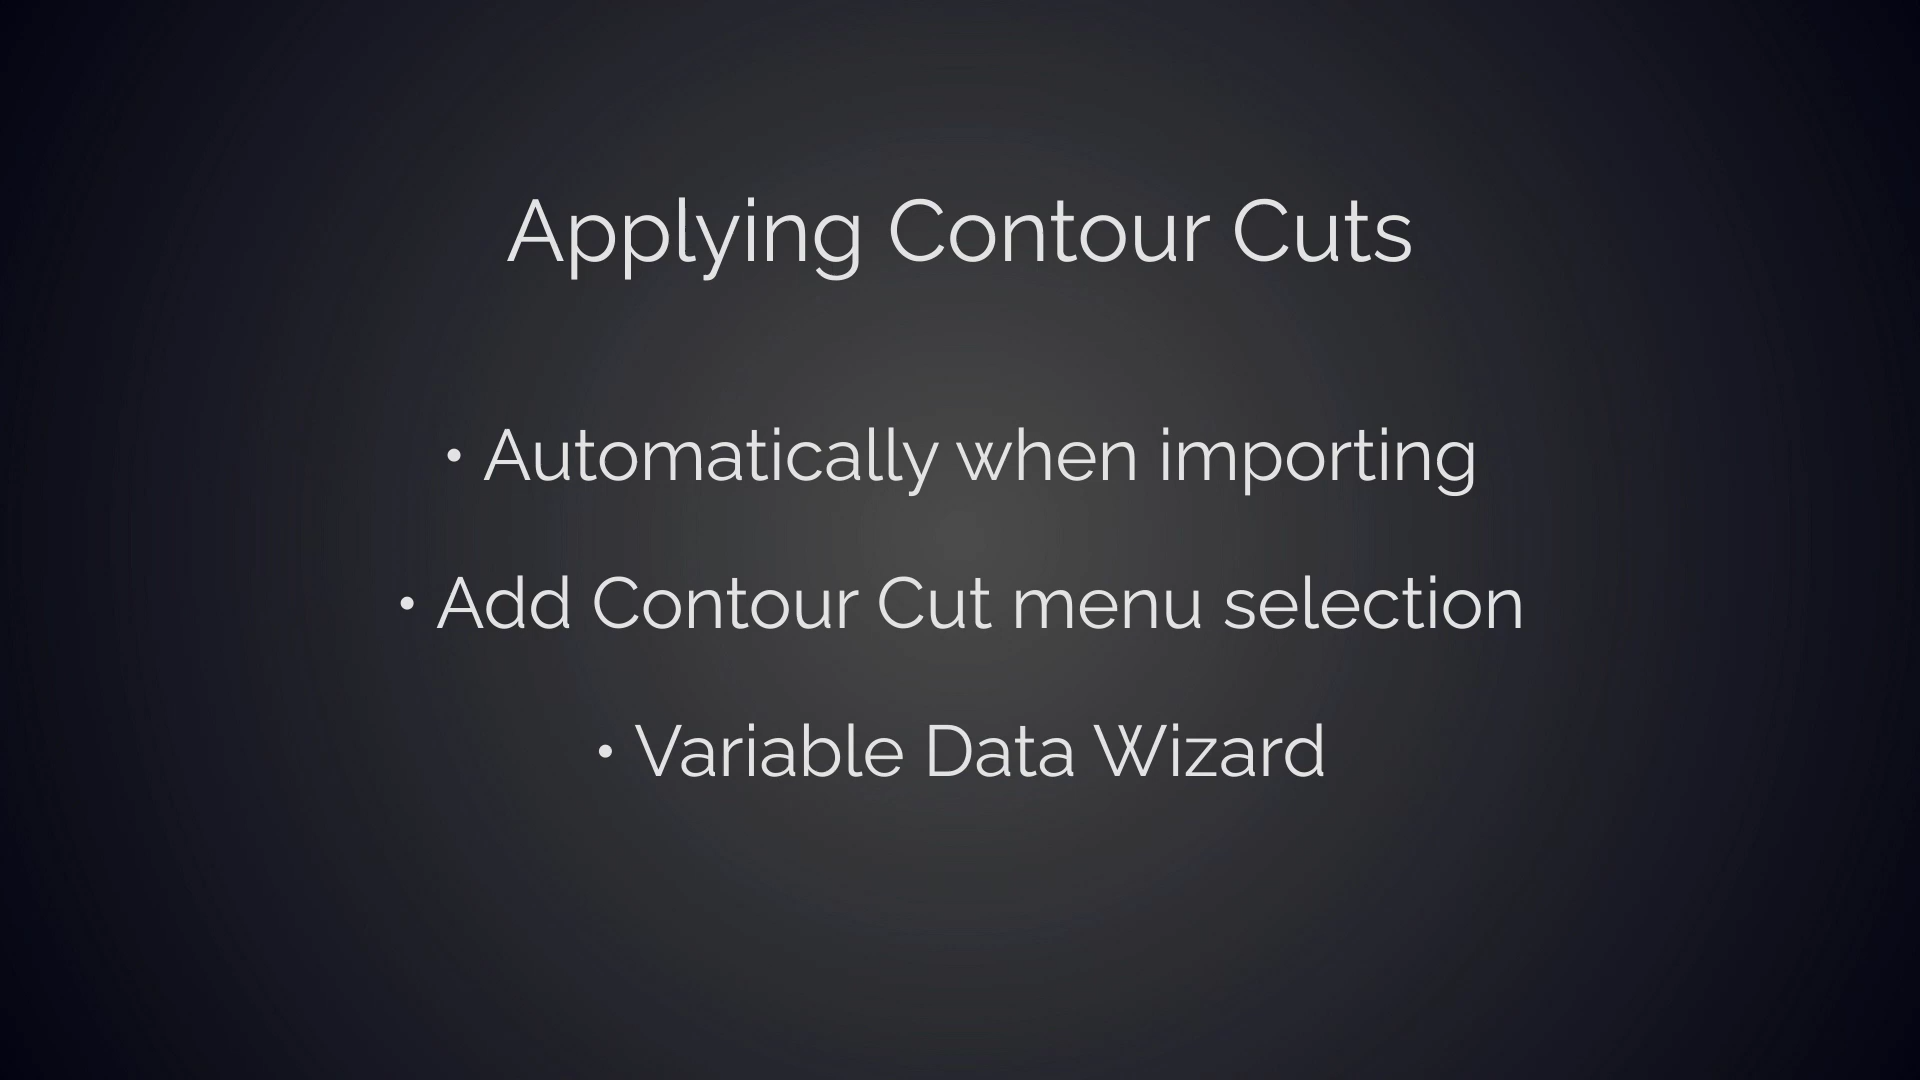 Applying Contour Cuts
• Automatically when importing
• Add Contour Cut menu selection
• Variable Data Wizard